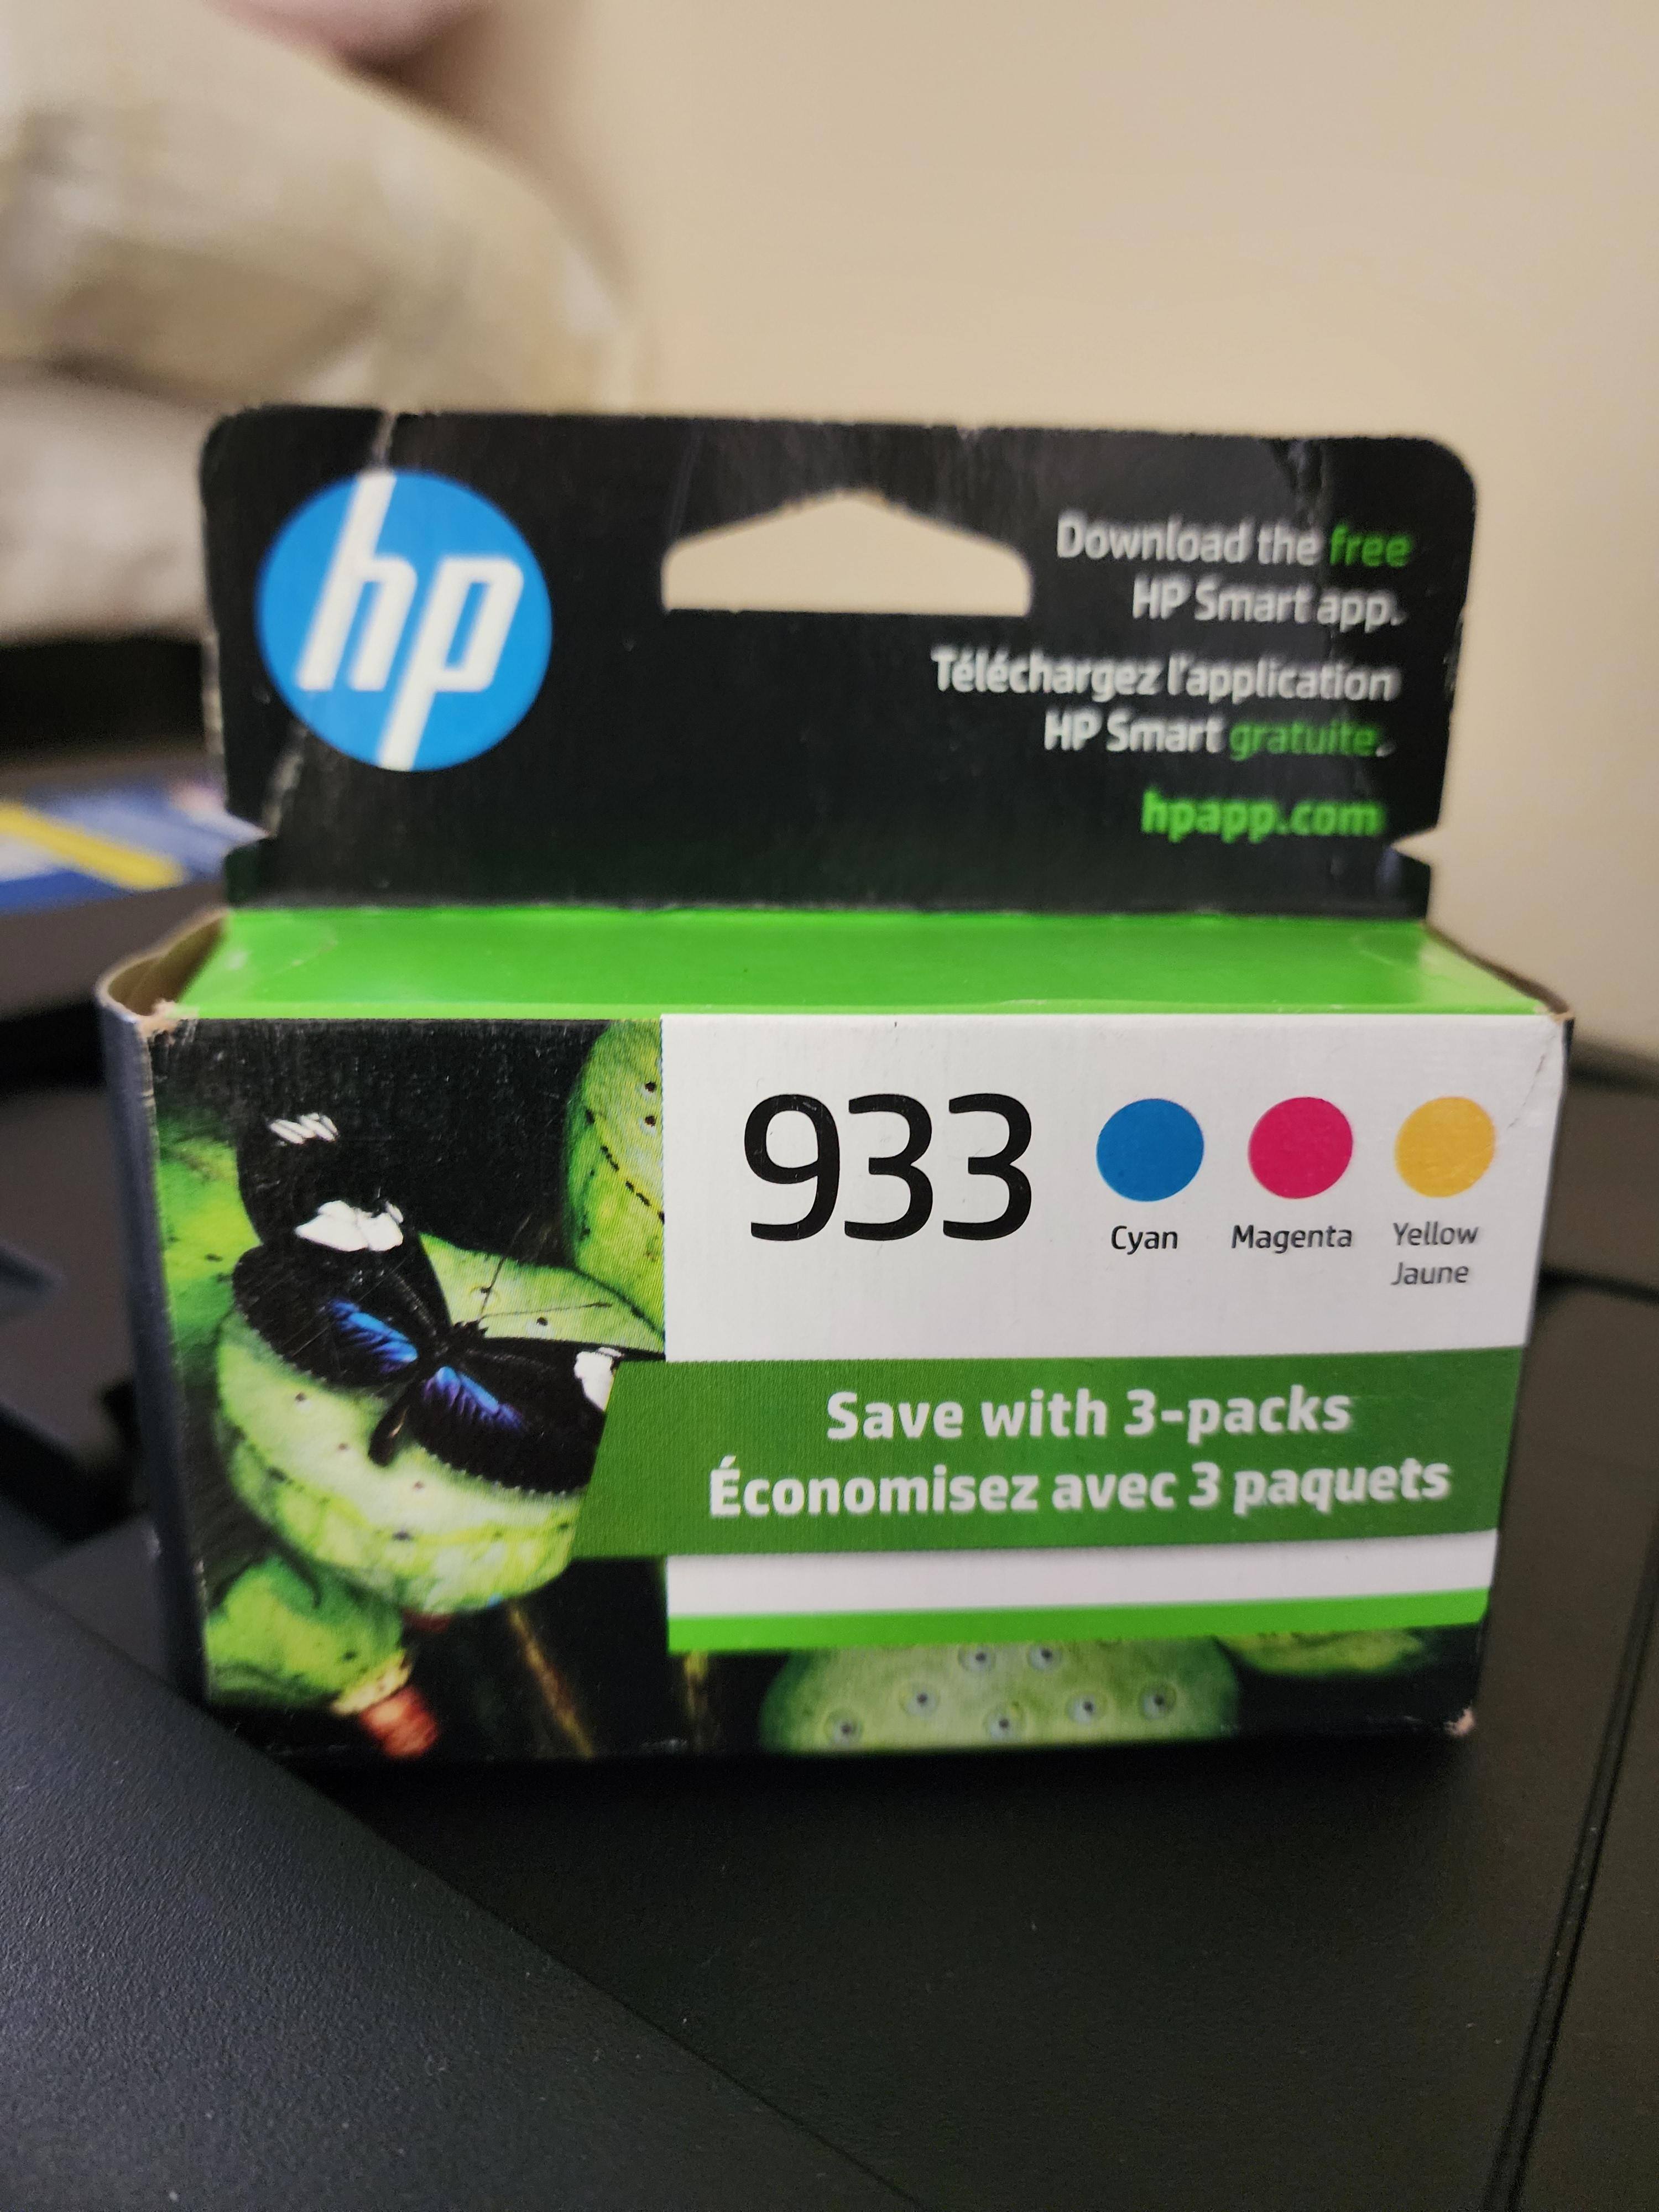 hp
Download the free
HP Smart app.
Téléchargez l'application
HP Smart gratuite.
hpapp.com
933
Cyan
Magenta
Yellow
Jaune
Save with 3-packs
Économisez avec 3 paquets